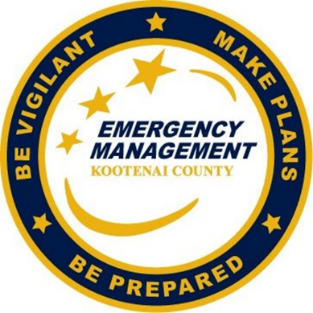 BE VIGILANT
MAKE PLANS
EMERGENCY
MANAGEMENT
KOOTENAI COUNTY
BE PREPARED